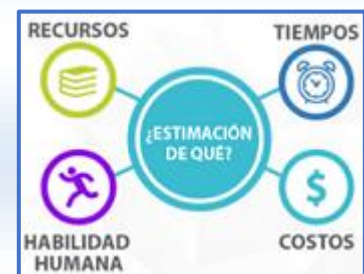 RECURSOS
TIEMPOS
¿ESTIMACIÓN
DE QUÉ?
$
HABILIDAD
HUMANA
COSTOS